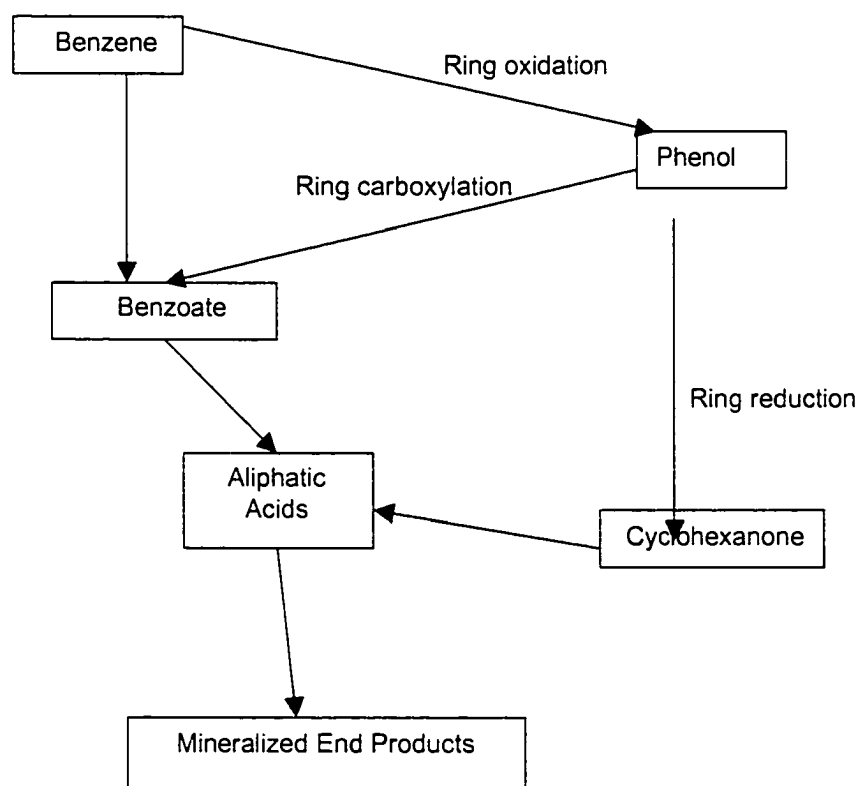 Benzene
Ring oxidation
Phenol
Ring carboxylation
Benzoate
Ring reduction
Aliphatic
Acids
Cyclohexanone
Mineralized End Products